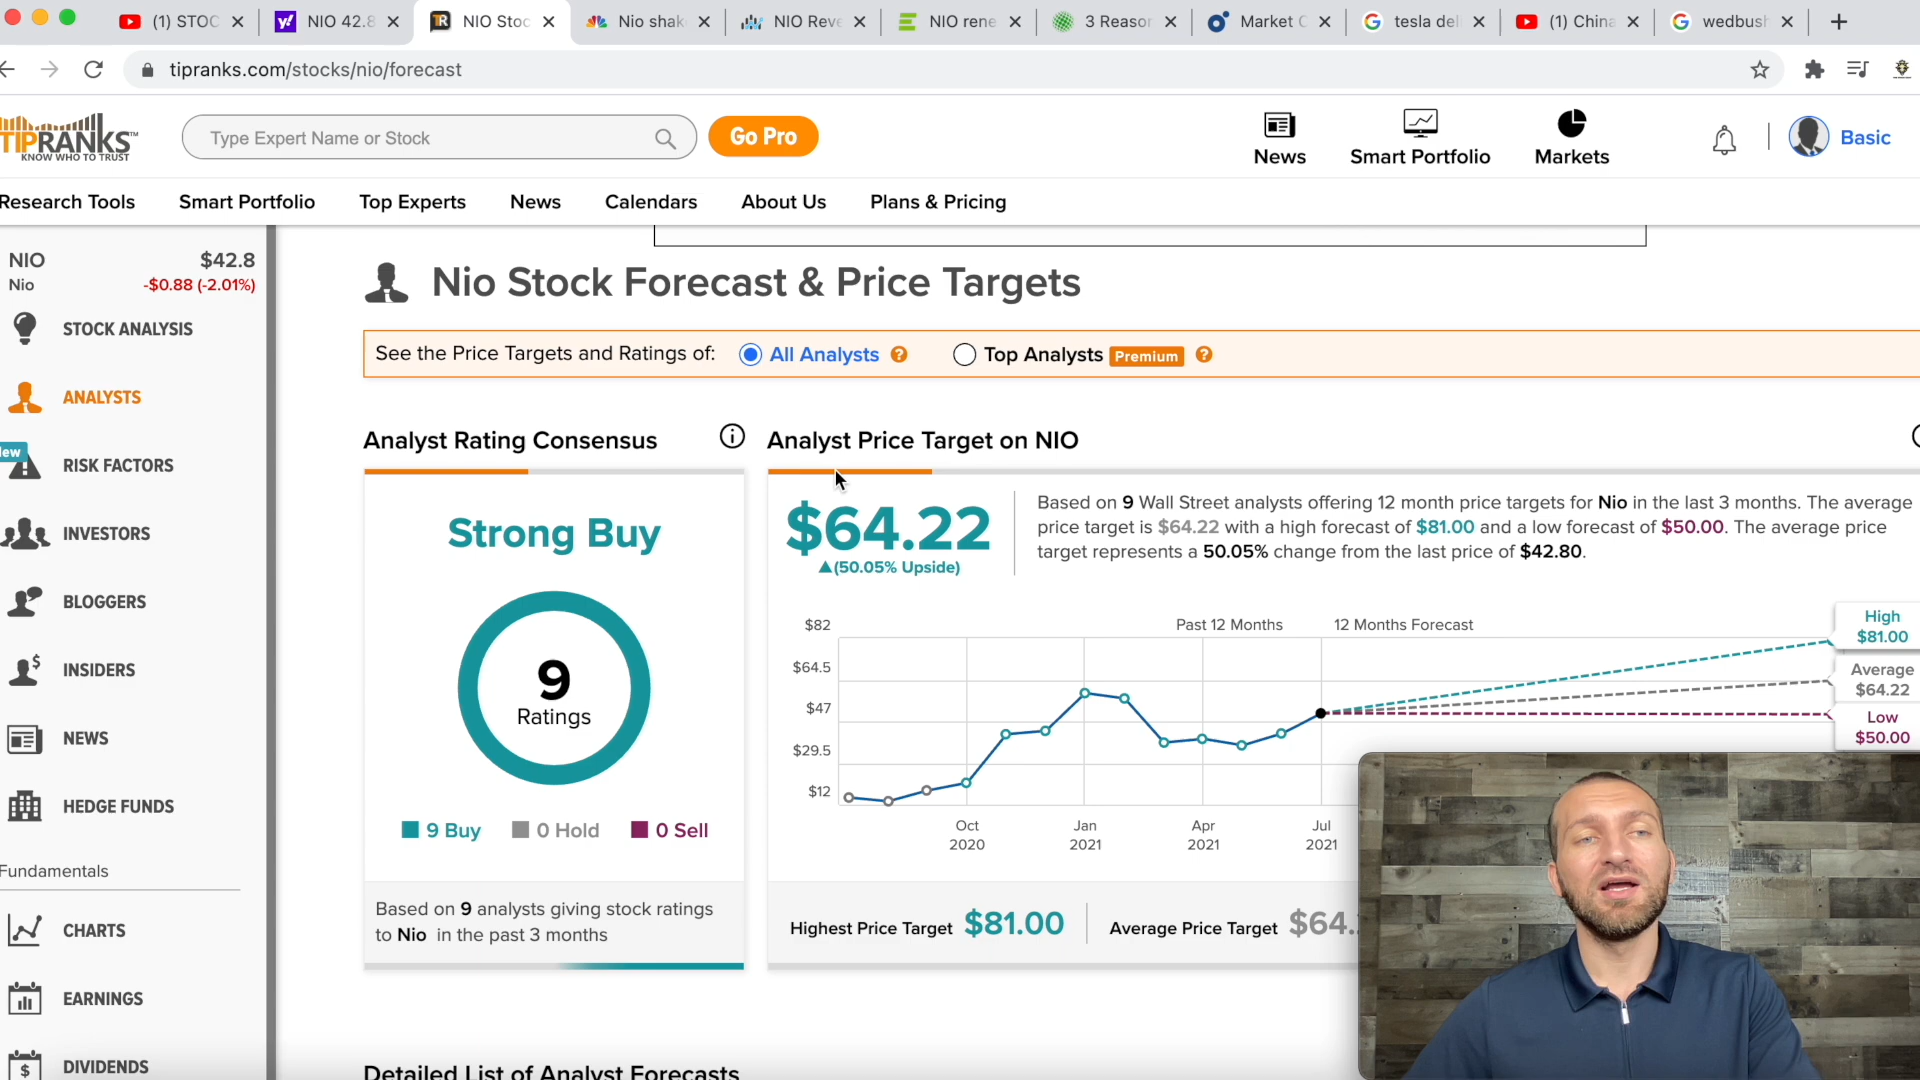 (1) STOC
NIO 42.8
NIO Stoc
Nio shak
NIO Reve
NIO rene
3 Reason
Market C
tesla del
(1) China
wedbush
tipranks.com/stocks/nio/forecast
TIPRANKS
KNOW WHO TO TRUST
Type Expert Name or Stock
Go Pro
News
Smart Portfolio
Markets
Basic
Research Tools
Smart Portfolio
Top Experts
News
Calendars
About Us
Plans & Pricing
NIO
$42.8
Nio
-$0.88 (-2.01%)
STOCK ANALYSIS
ANALYSTS
RISK FACTORS
INVESTORS
BLOGGERS
INSIDERS
NEWS
HEDGE FUNDS
Fundamentals
CHARTS
EARNINGS
DIVIDENDS
Nio Stock Forecast & Price Targets
See the Price Targets and Ratings of:
All Analysts
Top Analysts Premium
Analyst Rating Consensus
Strong Buy
9
Ratings
9 Buy
0 Hold
0 Sell
Based on 9 analysts giving stock ratings
to Nio in the past 3 months
Analyst Price Target on NIO
$64.22
▲(50.05% Upside)
Based on 9 Wall Street analysts offering 12 month price targets for Nio in the last 3 months. The average
price target is $64.22 with a high forecast of $81.00 and a low forecast of $50.00. The average price
target represents a 50.05% change from the last price of $42.80.
Past 12 Months
12 Months Forecast
$82
$64.5
$47
$29.5
$12
Oct
2020
Jan
2021
Apr
2021
Jul
2021
High
$81.00
Average
$64.22
Low
$50.00
Highest Price Target $81.00
Average Price Target $64.
Detailed List of Analyst Forecasts